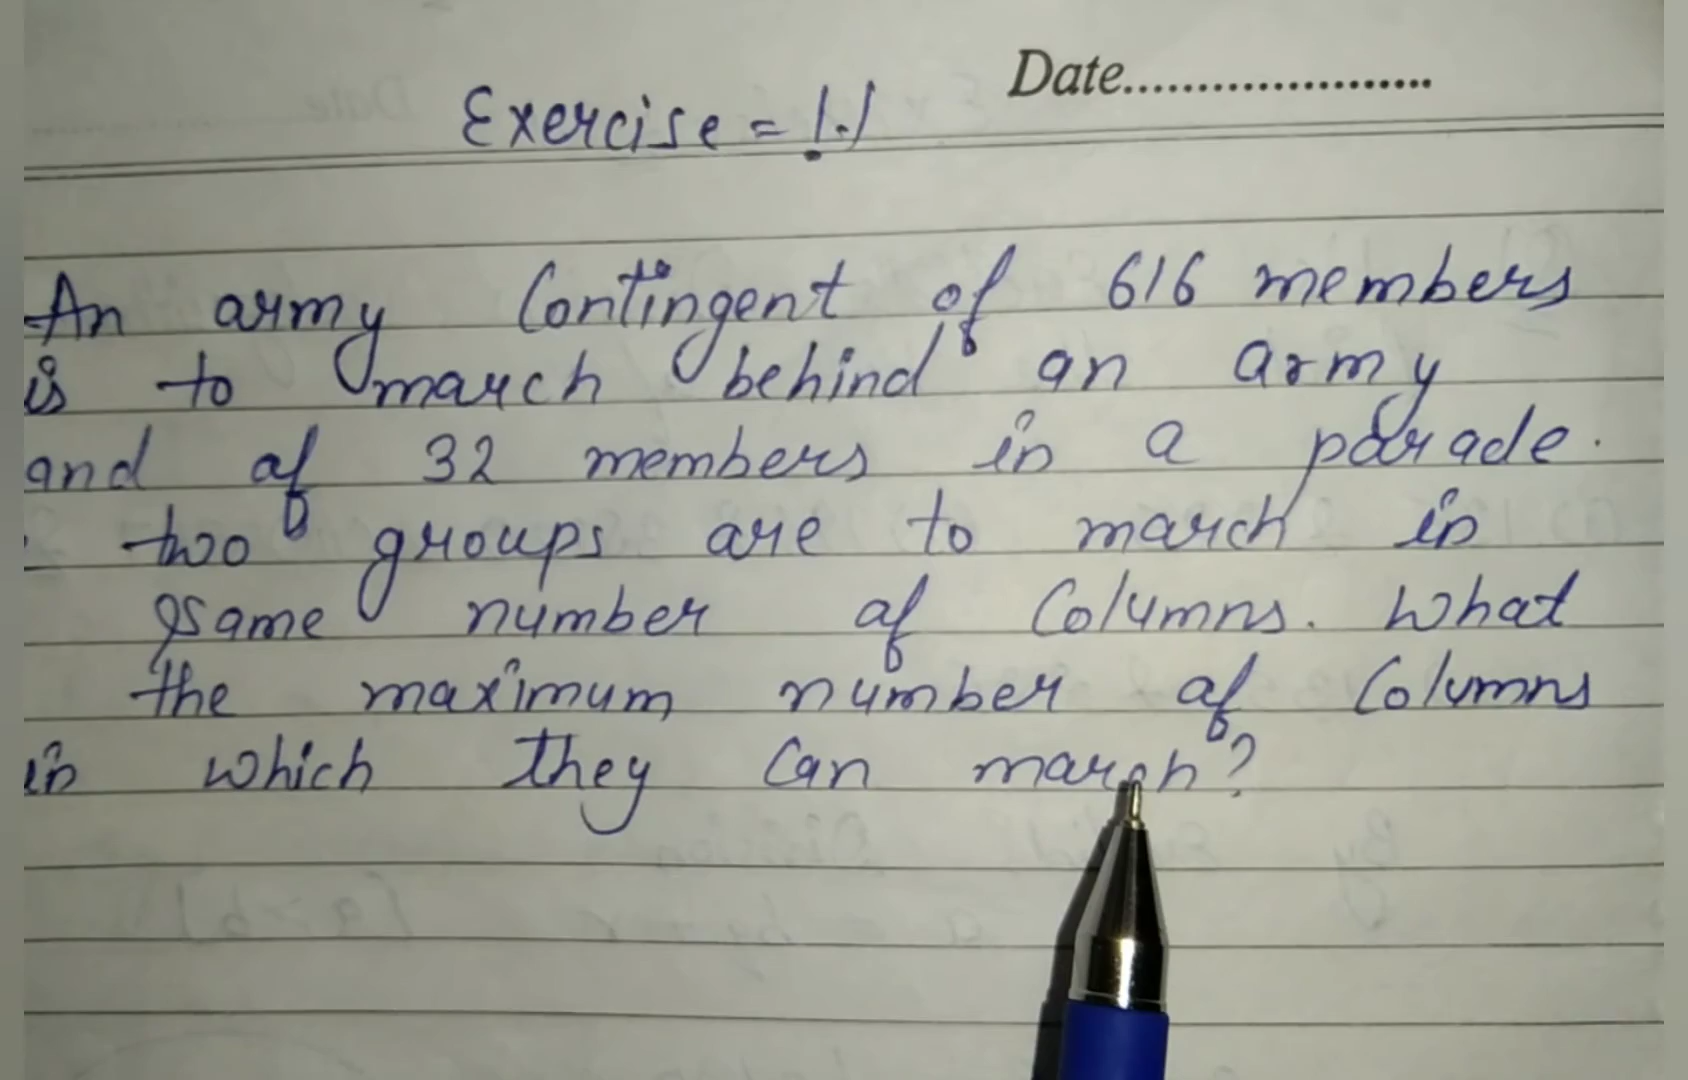 Date.....................
Exercise = 1.1
An army Contingent of 616 members
is to march behind an army
and of 32 members in a parade.
two groups are to march in
same number of Columns. What
the maximum number of Columns
in which they can march?